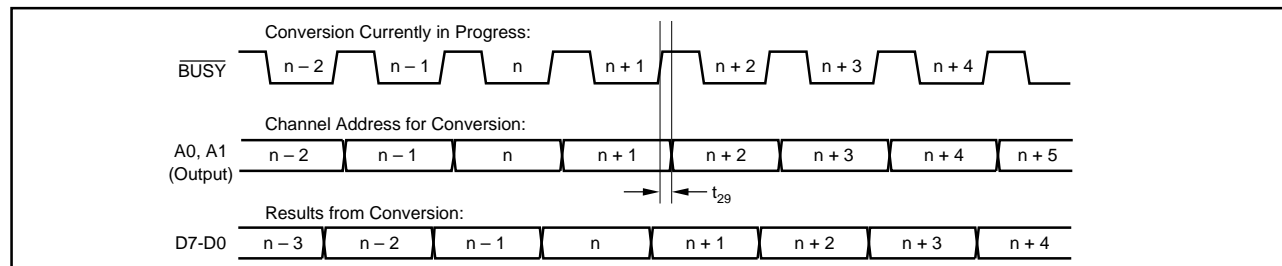 Conversion Currently in Progress:
BUSY n – 2 n – 1 n n + 1 n + 2 n + 3 n + 4
Channel Address for Conversion:
A0, A1
(Output)
n – 2 n – 1 n n + 1 n + 2 n + 3 n + 4 n + 5
t29
Results from Conversion:
D7-D0 n – 3 n – 2 n – 1 n n + 1 n + 2 n + 3 n + 4